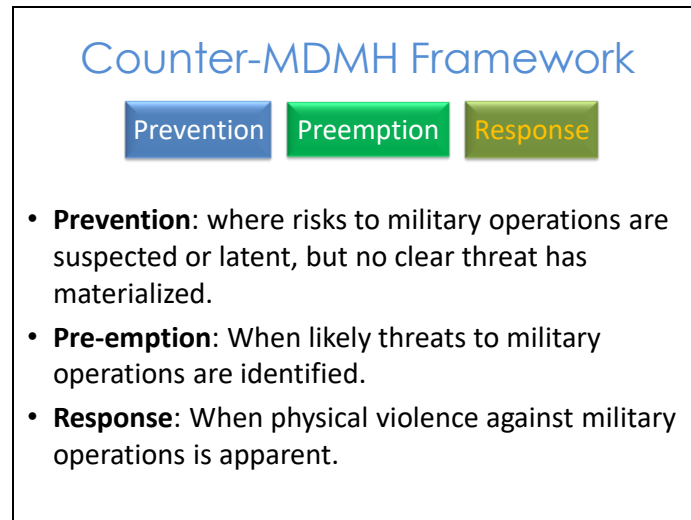 Counter-MDMH Framework
Prevention Preemption Response
• Prevention: where risks to military operations are
suspected or latent, but no clear threat has
materialized.
• Pre-emption: When likely threats to military
operations are identified.
• Response: When physical violence against military
operations is apparent.